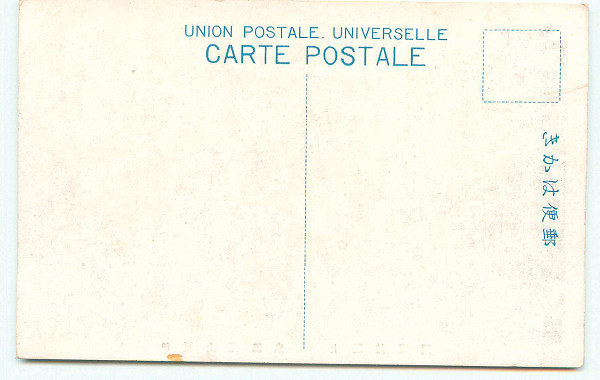 UNION POSTALE. UNIVERSELLE
CARTE POSTALE
郵便はかき